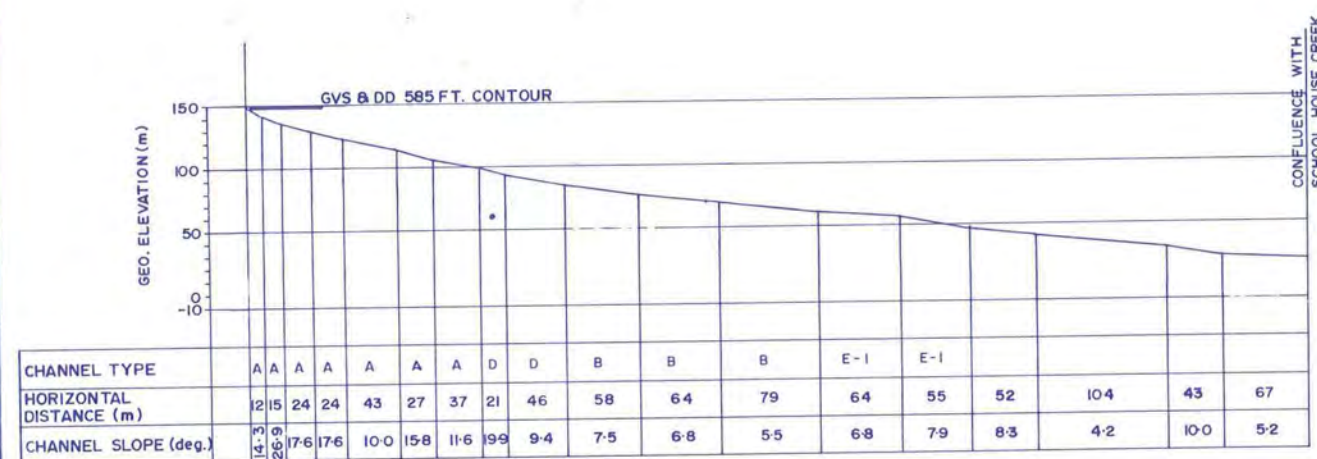 CONFLUENCE WITH
SCHOOL HOUSE CREEK
GVS & DD 585 FT. CONTOUR
GEO. ELEVATION (m)
150
100
50
0
-10
CHANNEL TYPE A A A A A A A D D B B B E-1 E-1
HORIZONTAL
DISTANCE (m) 12 15 24 24 43 27 37 21 46 58 64 79 64 55 52 104 43 67
CHANNEL SLOPE (deg.) 14·3 26·9 17·6 17·6 10·0 15·8 11·6 19·9 9·4 7·5 6·8 5·5 6·8 7·9 8·3 4·2 10·0 5·2